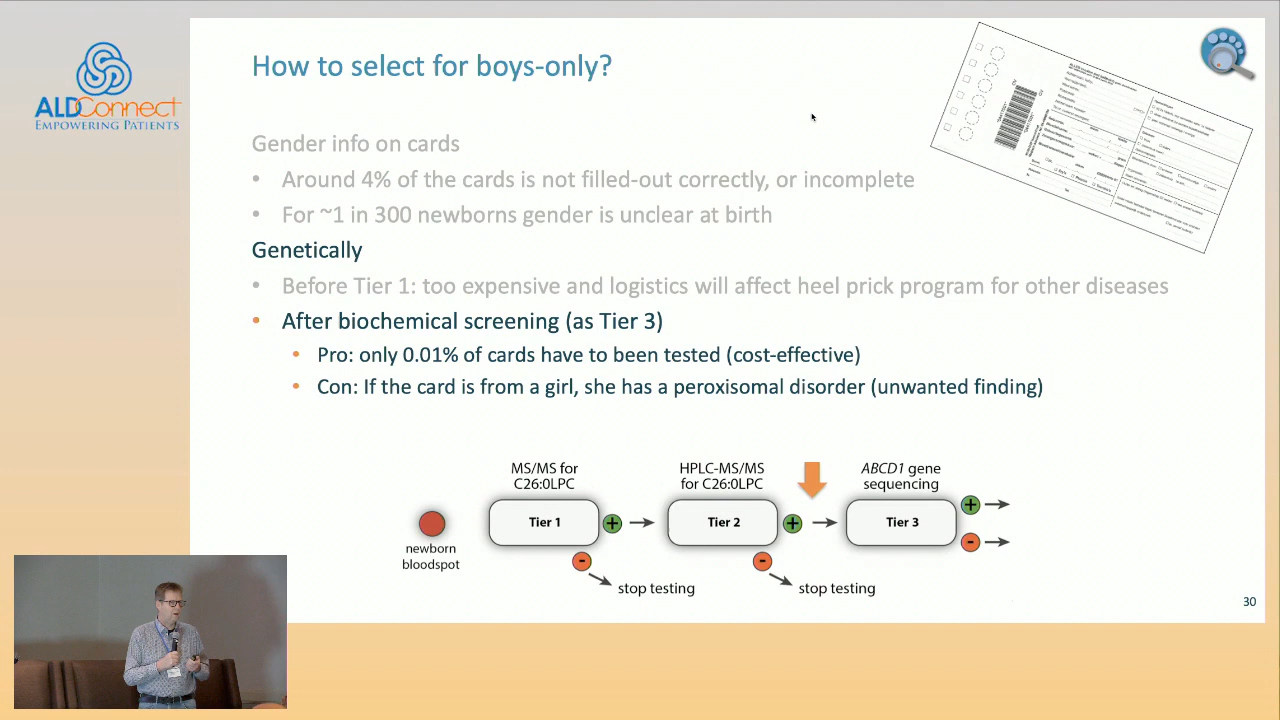 ALDConnect
EMPOWERING PATIENTS
How to select for boys-only?
Gender info on cards
• Around 4% of the cards is not filled-out correctly, or incomplete
• For ~1 in 300 newborns gender is unclear at birth
Genetically
• Before Tier 1: too expensive and logistics will affect heel prick program for other diseases
• After biochemical screening (as Tier 3)
• Pro: only 0.01% of cards have to been tested (cost-effective)
• Con: If the card is from a girl, she has a peroxisomal disorder (unwanted finding)
MS/MS for
C26:0LPC
HPLC-MS/MS
for C26:0LPC
ABCD1 gene
sequencing
Tier 1
+
Tier 2
+
Tier 3
+
-
newborn
bloodspot
-
stop testing
-
stop testing
30